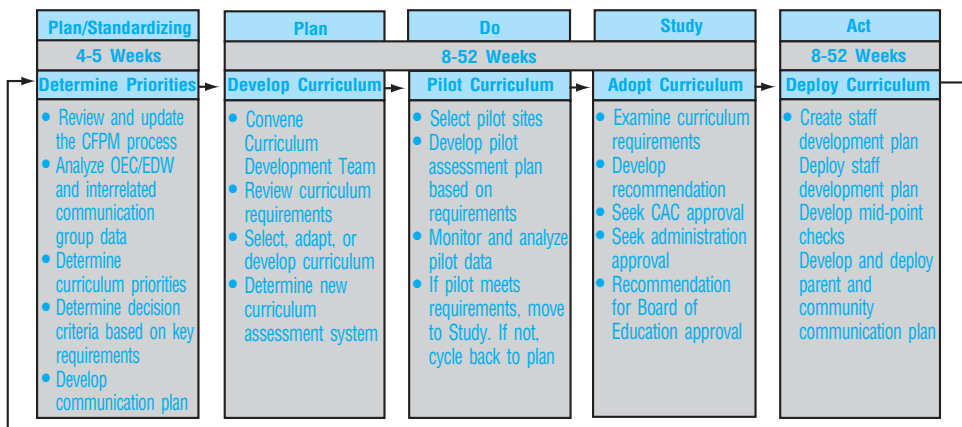 Plan/Standardizing
4-5 Weeks
Determine Priorities
• Review and update
the CFPM process
• Analyze OEC/EDW
and interrelated
communication
group data
• Determine
curriculum priorities
• Determine decision
criteria based on key
requirements
• Develop
communication plan
Plan
Do
Study
8-52 Weeks
Develop Curriculum
• Convene
Curriculum
Development Team
• Review curriculum
requirements
• Select, adapt, or
develop curriculum
• Determine new
curriculum
assessment system
Pilot Curriculum
• Select pilot sites
• Develop pilot
assessment plan
based on
requirements
• Monitor and analyze
pilot data
• If pilot meets
requirements, move
to Study. If not,
cycle back to plan
Adopt Curriculum
• Examine curriculum
requirements
• Develop
recommendation
• Seek CAC approval
• Seek administration
approval
• Recommendation
for Board of
Education approval
Act
8-52 Weeks
Deploy Curriculum
• Create staff
development plan
Deploy staff
development plan
Develop mid-point
checks
Develop and deploy
parent and
community
communication plan